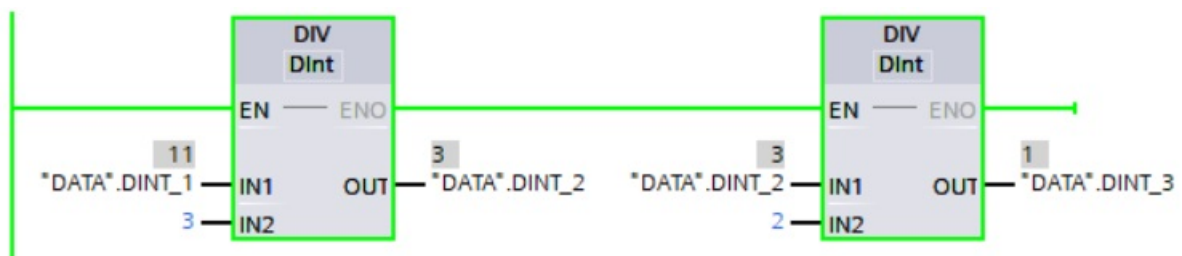 DIV
DInt
EN
ENO
11
"DATA".DINT_1
IN1
3
IN2
OUT
3
"DATA".DINT_2
DIV
DInt
EN
ENO
3
"DATA".DINT_2
IN1
2
IN2
OUT
1
"DATA".DINT_3